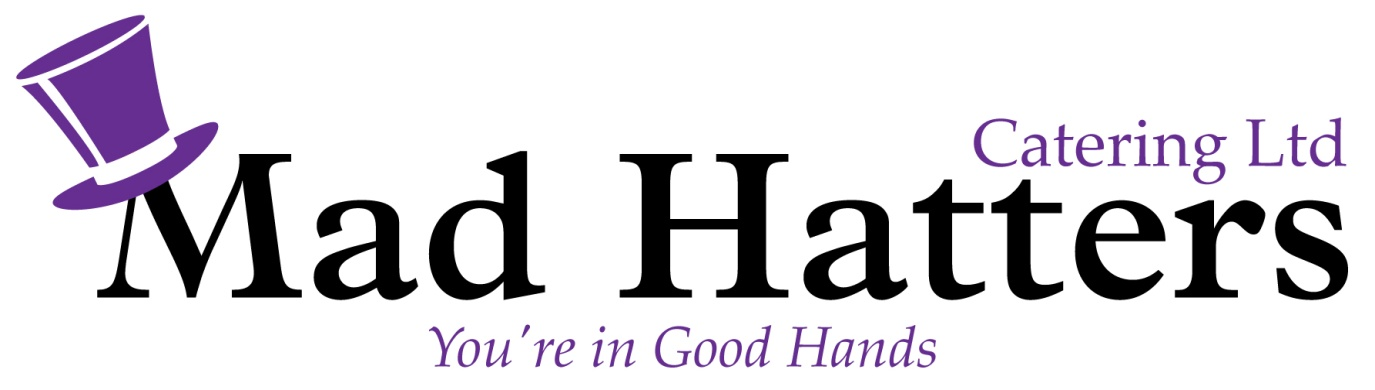 Catering Ltd
Mad Hatters
You're in Good Hands